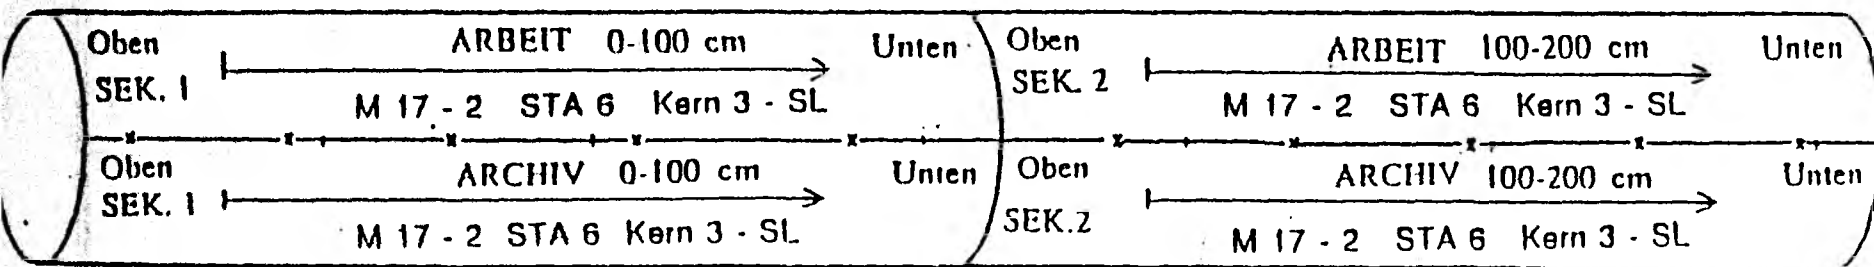 Oben ARBEIT 0-100 cm Unten
SEK. 1
M 17 - 2 STA 6 Kern 3 - SL
Oben ARCHIV 0-100 cm Unten
SEK. 1
M 17 - 2 STA 6 Kern 3 - SL
Oben ARBEIT 100-200 cm Unten
SEK. 2
M 17 - 2 STA 6 Kern 3 - SL
Oben ARCHIV 100-200 cm Unten
SEK.2
M 17 - 2 STA 6 Kern 3 - SL